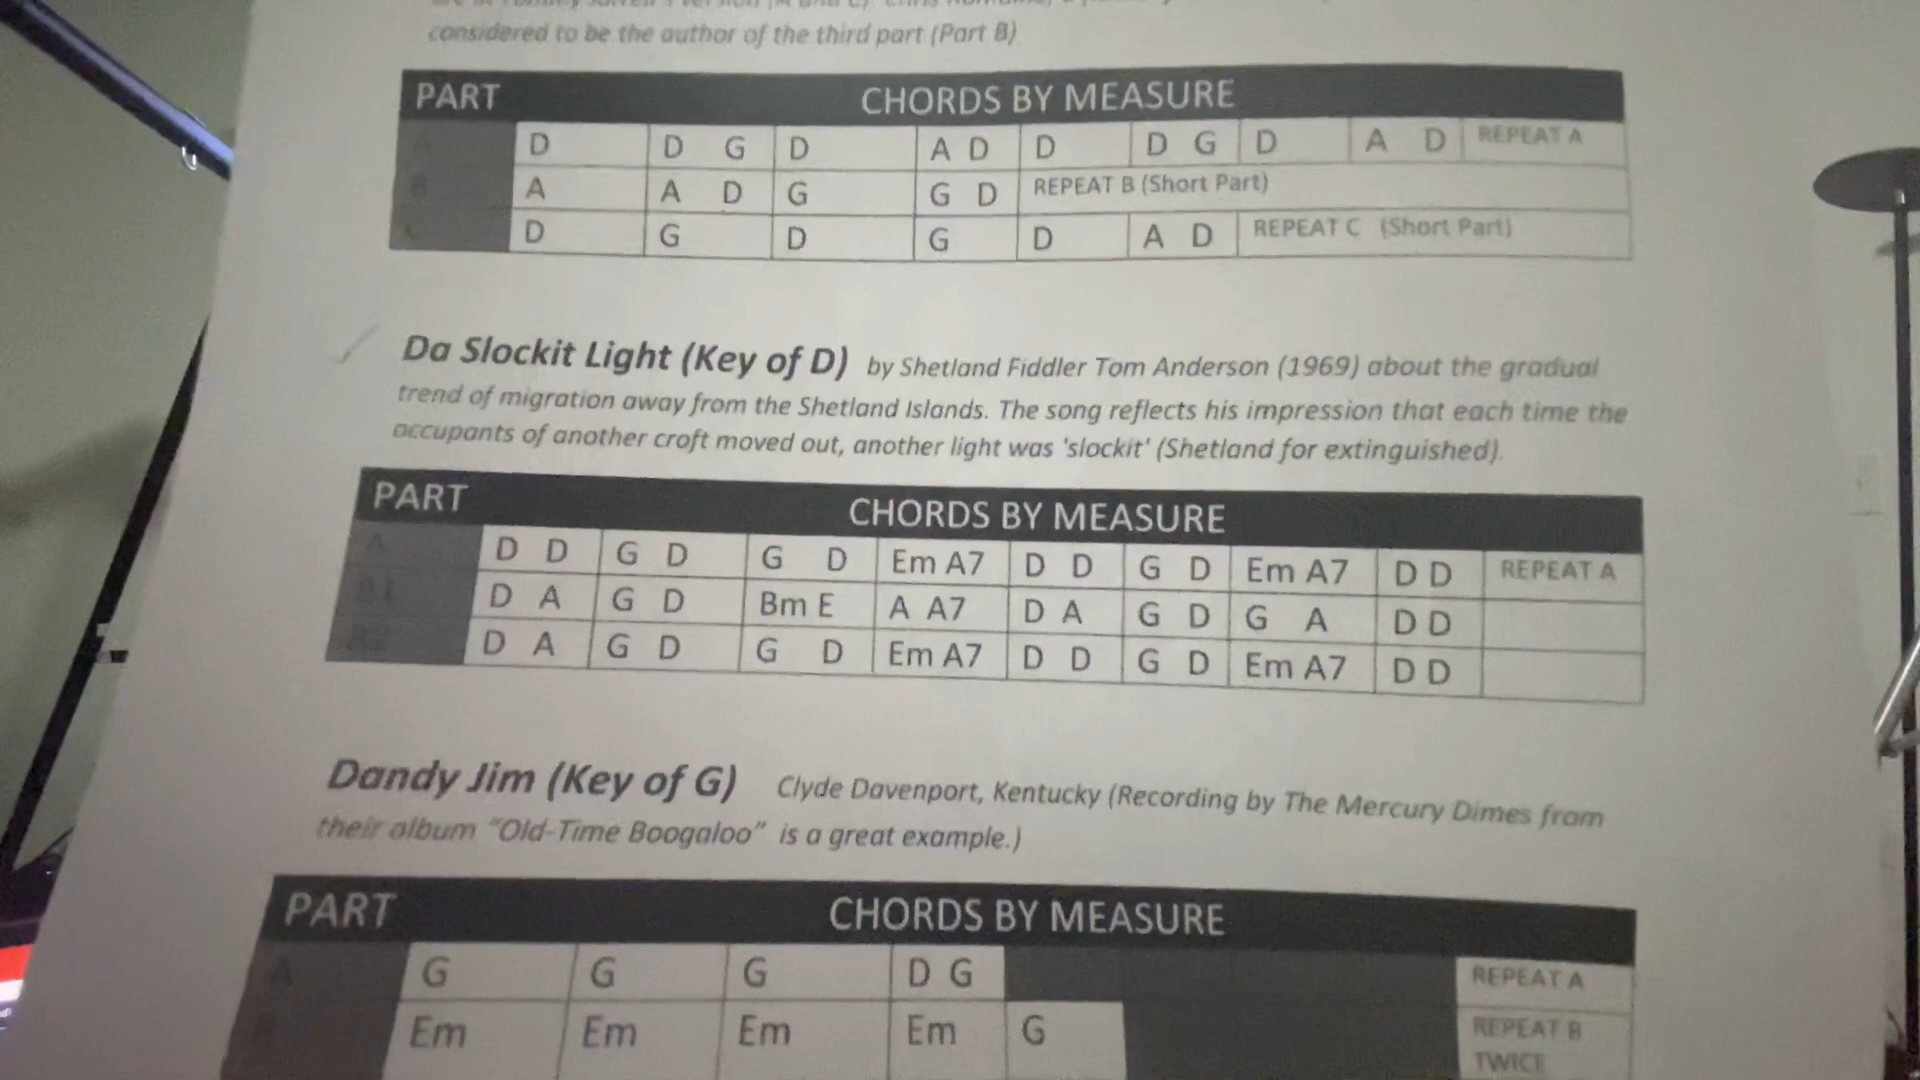 considered to be the author of the third part (Part B)
PART CHORDS BY MEASURE
A D D G D A D D D G D A D REPEAT A
B A A D G G D REPEAT B (Short Part)
D G D G D A D REPEAT C (Short Part)
Da Slockit Light (Key of D) by Shetland Fiddler Tom Anderson (1969) about the gradual
trend of migration away from the Shetland Islands. The song reflects his impression that each time the
occupants of another croft moved out, another light was 'slockit' (Shetland for extinguished).
PART CHORDS BY MEASURE
A D D G D G D Em A7 D D G D Em A7 D D REPEAT A
B1 D A G D Bm E A A7 D A G D G A D D
B2 D A G D G D Em A7 D D G D Em A7 D D
Dandy Jim (Key of G) Clyde Davenport, Kentucky (Recording by The Mercury Dimes from
their album "Old-Time Boogaloo" is a great example.)
PART CHORDS BY MEASURE
A G G G D G REPEAT A
B Em Em Em Em G REPEAT B
TWICE